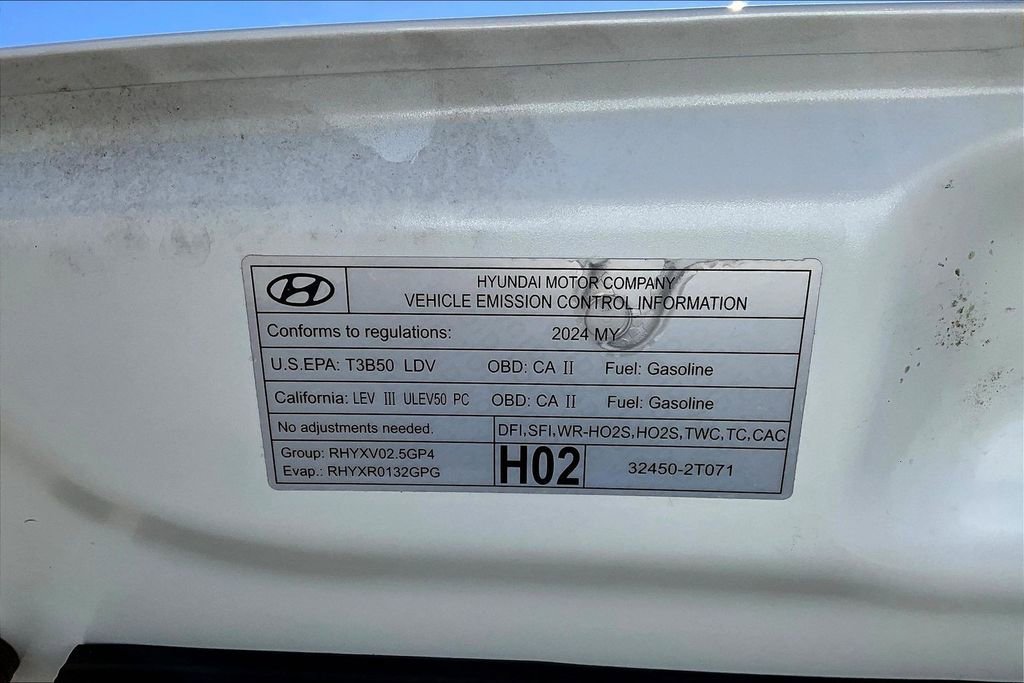 HYUNDAI MOTOR COMPANY
VEHICLE EMISSION CONTROL INFORMATION
Conforms to regulations: 2024 MY
U.S.EPA: T3B50 LDV OBD: CA II Fuel: Gasoline
California: LEV III ULEV50 PC OBD: CA II Fuel: Gasoline
No adjustments needed. DFI,SFI,WR-HO2S,HO2S,TWC,TC,CAC
Group: RHYXV02.5GP4
Evap.: RHYXR0132GPG
H02 32450-2T071